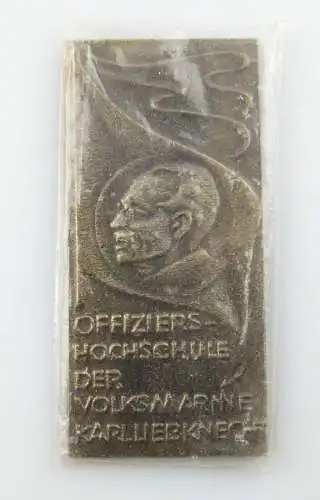 OFFIZIERS-
HOCHSCHULE
DER
VOLKSMARINE
KARL LIEBKNECHT